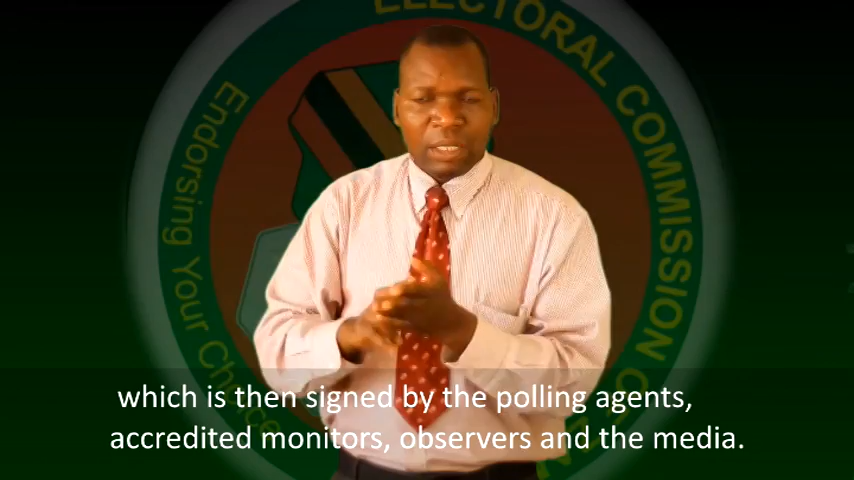 ELECTORAL COMMISSION O
Endorsing Your Choice
which is then signed by the polling agents,
accredited monitors, observers and the media.